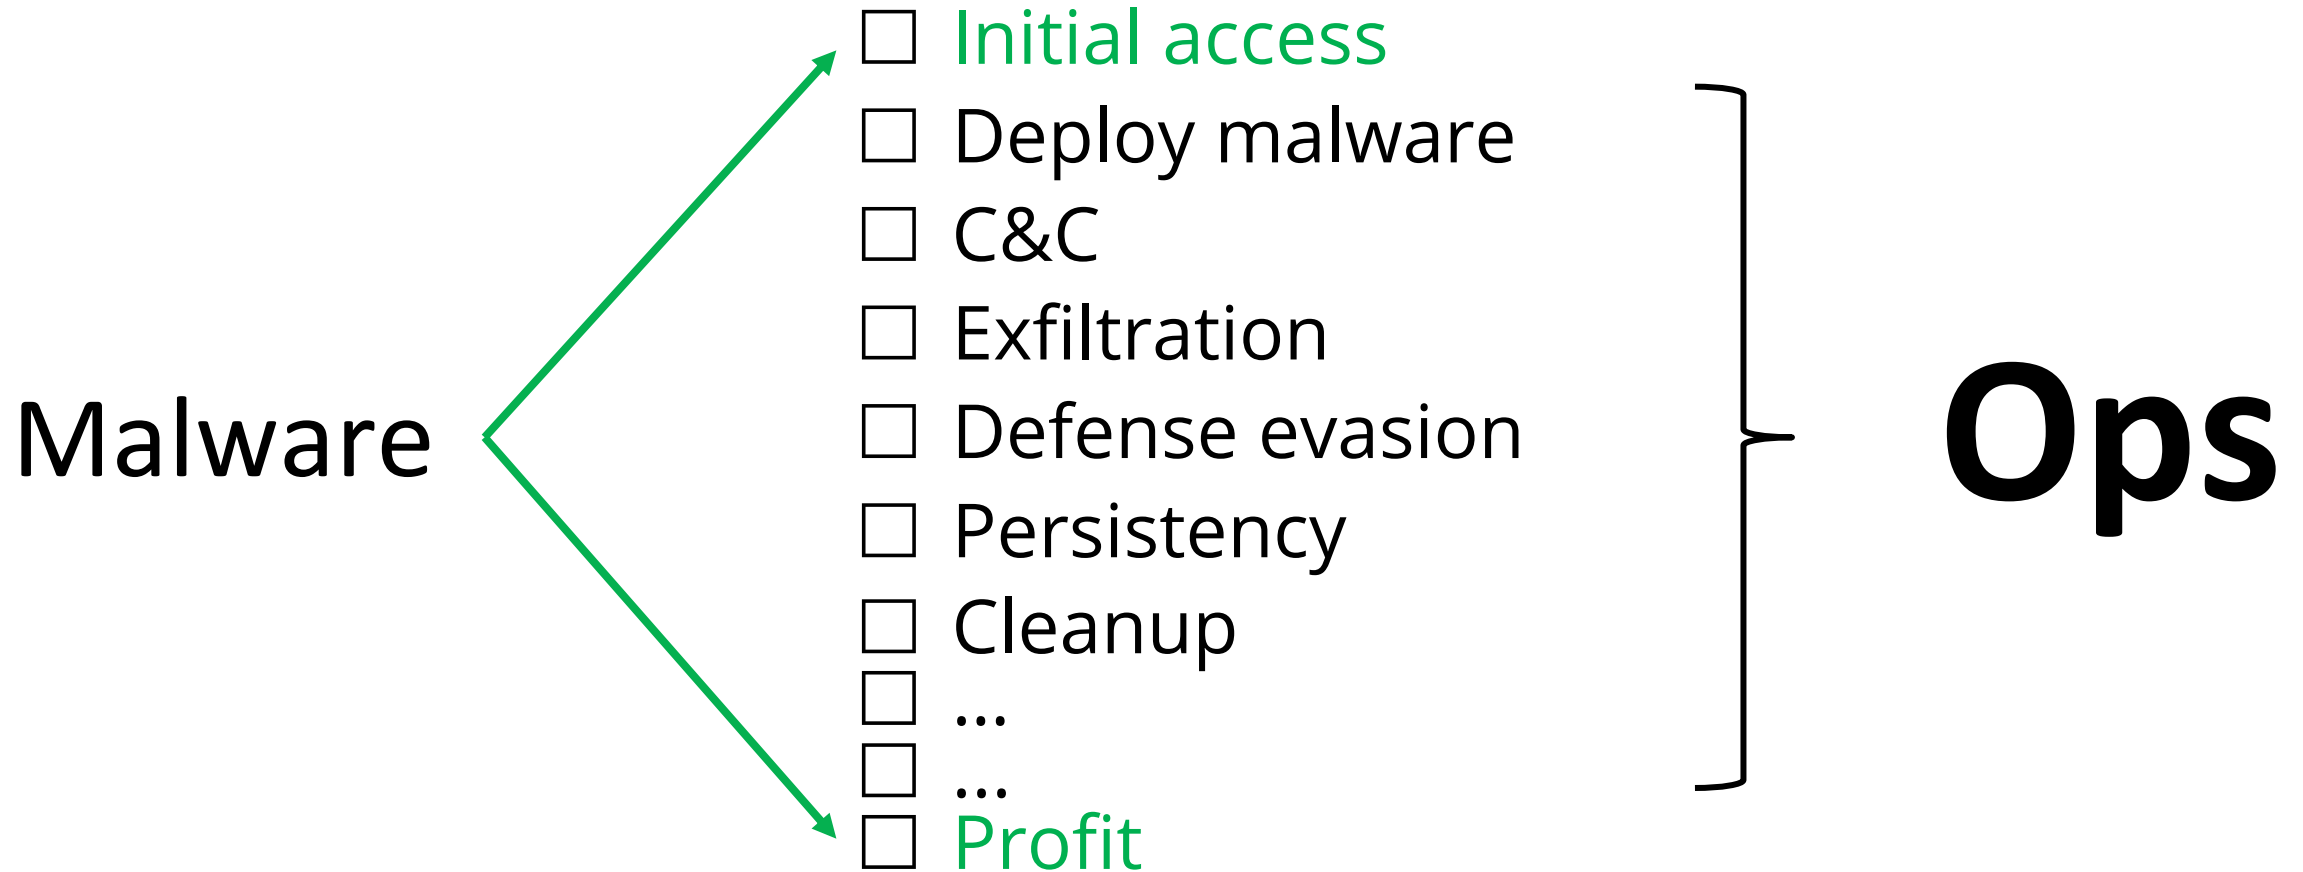 Malware
Initial access
Deploy malware
C&C
Exfiltration
Defense evasion
Persistency
Cleanup
...
...
Profit
Ops